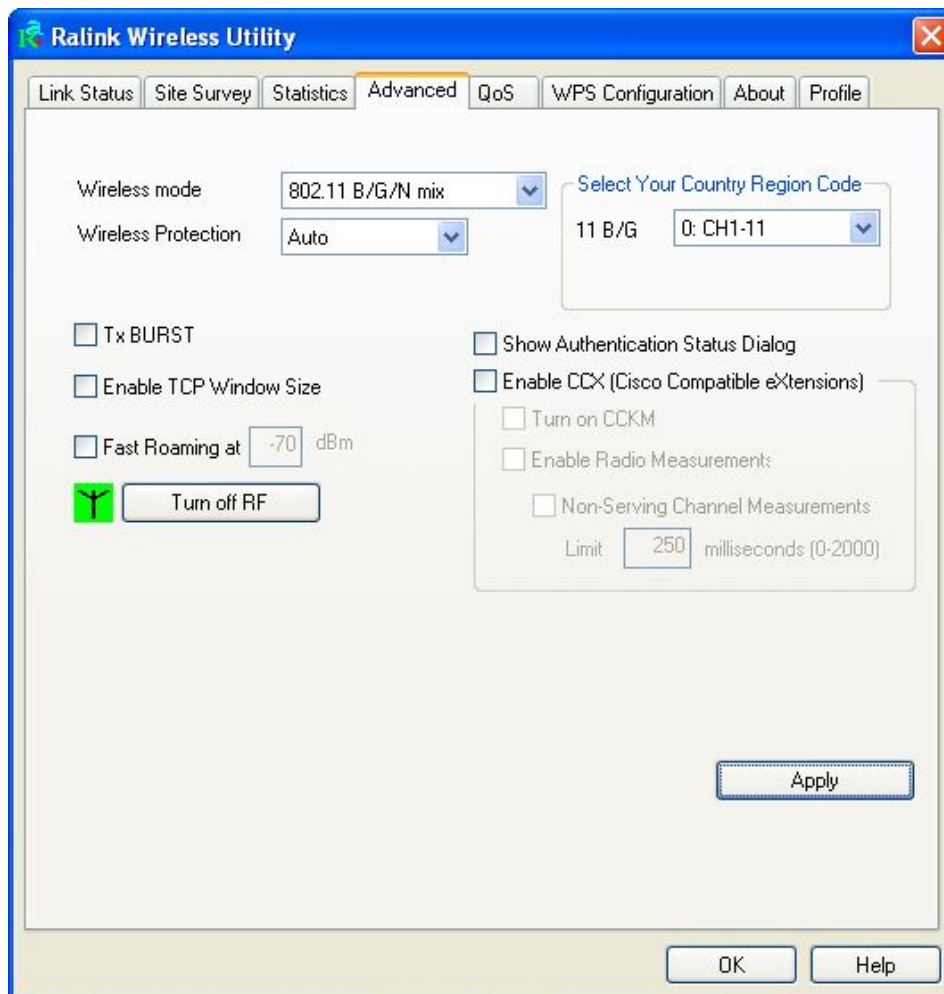 Ralink Wireless Utility
Link Status
Site Survey
Statistics
Advanced
QoS
WPS Configuration
About
Profile
Wireless mode
802.11 B/G/N mix
Wireless Protection
Auto
Select Your Country Region Code
11 B/G
0: CH1-11
Tx BURST
Enable TCP Window Size
Fast Roaming at
-70
dBm
Turn off RF
Show Authentication Status Dialog
Enable CCX (Cisco Compatible eXtensions)
Turn on CCKM
Enable Radio Measurements
Non-Serving Channel Measurements
Limit
250
milliseconds (0-2000)
Apply
OK
Help